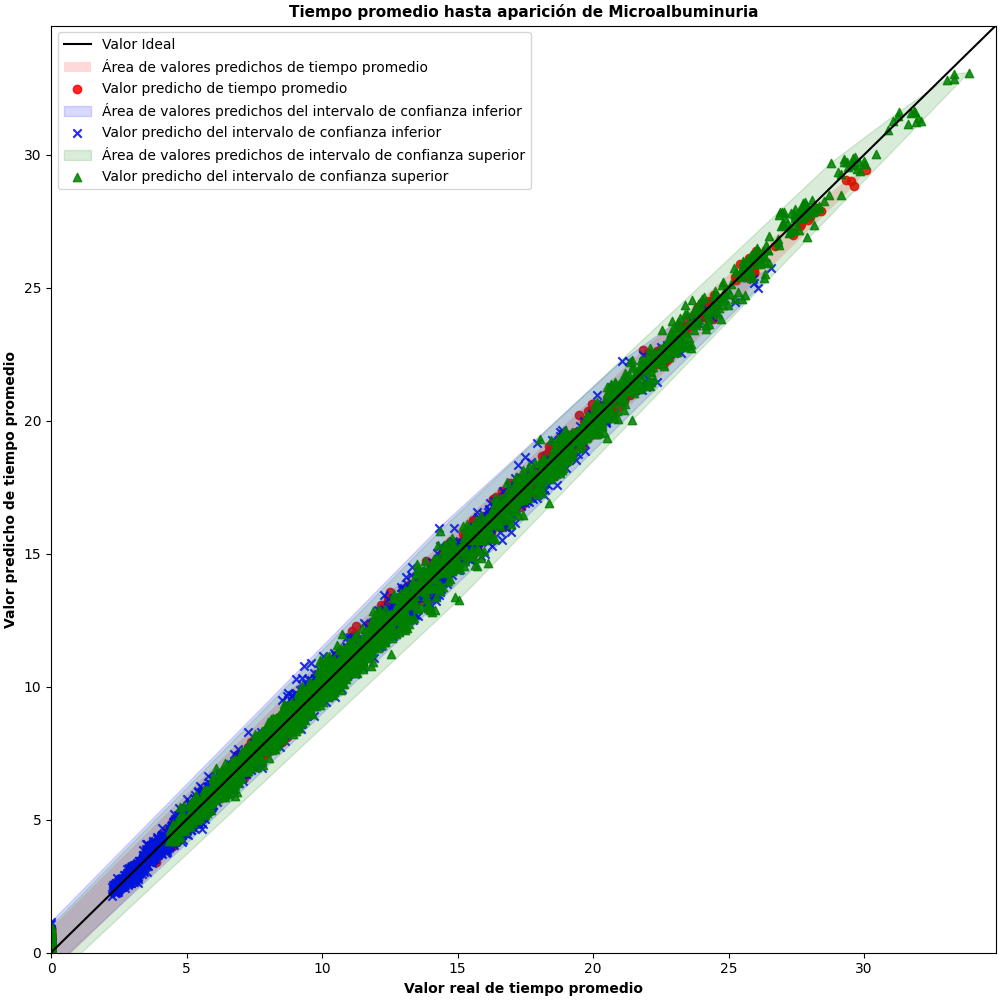 Tiempo promedio hasta aparición de Microalbuminuria
Valor Ideal
Área de valores predichos de tiempo promedio
Valor predicho de tiempo promedio
Área de valores predichos del intervalo de confianza inferior
Valor predicho del intervalo de confianza inferior
Área de valores predichos de intervalo de confianza superior
Valor predicho del intervalo de confianza superior
Valor predicho de tiempo promedio
30
25
20
15
10
5
0
0 5 10 15 20 25 30
Valor real de tiempo promedio